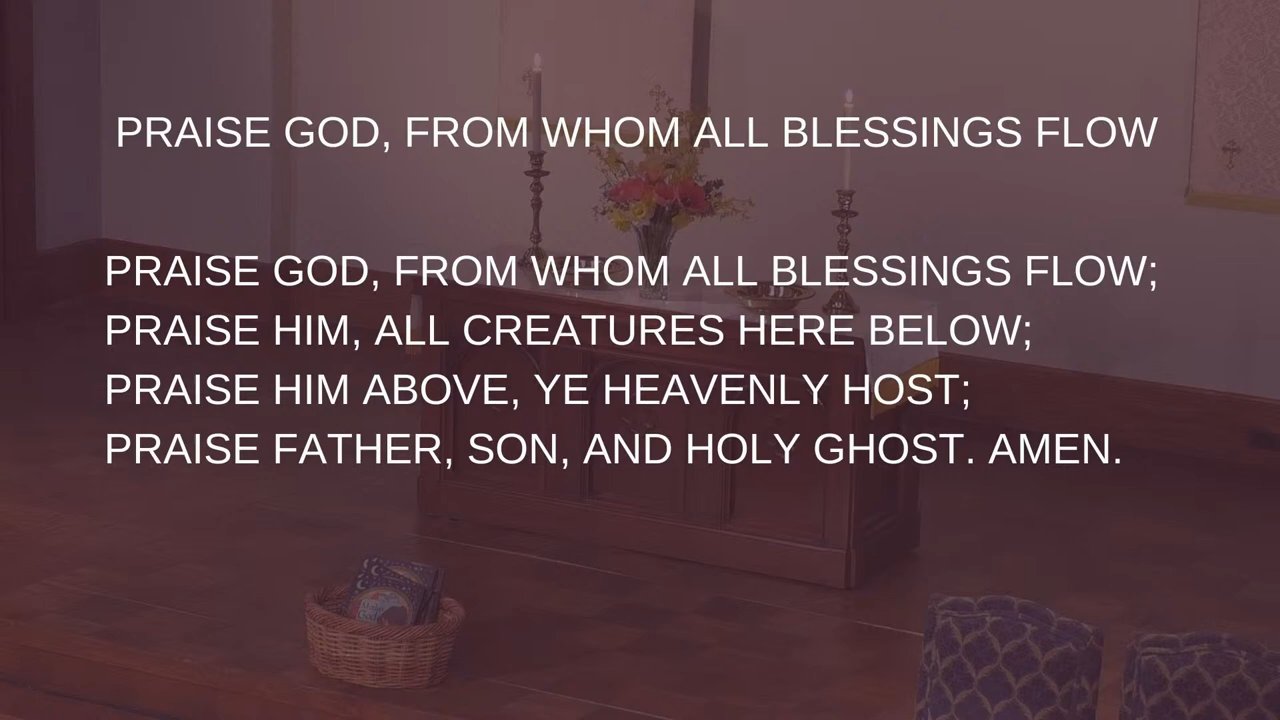 PRAISE GOD, FROM WHOM ALL BLESSINGS FLOW
PRAISE GOD, FROM WHOM ALL BLESSINGS FLOW;
PRAISE HIM, ALL CREATURES HERE BELOW;
PRAISE HIM ABOVE, YE HEAVENLY HOST;
PRAISE FATHER, SON, AND HOLY GHOST. AMEN.